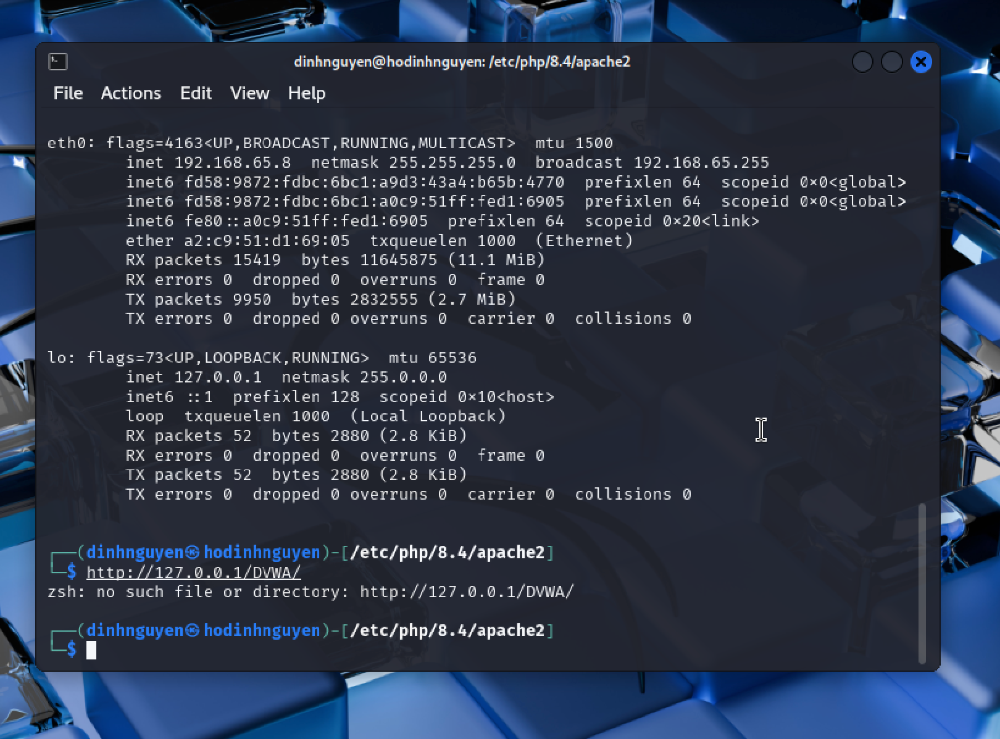 dinhnguyen@hodinhnguyen: /etc/php/8.4/apache2
File Actions Edit View Help
eth0: flags=4163<UP,BROADCAST,RUNNING,MULTICAST>  mtu 1500
        inet 192.168.65.8  netmask 255.255.255.0  broadcast 192.168.65.255
        inet6 fd58:9872:fdbc:6bc1:a9d3:43a4:b65b:4770  prefixlen 64  scopeid 0×0<global>
        inet6 fd58:9872:fdbc:6bc1:a0c9:51ff:fed1:6905  prefixlen 64  scopeid 0×0<global>
        inet6 fe80::a0c9:51ff:fed1:6905  prefixlen 64  scopeid 0×20<link>
        ether a2:c9:51:d1:69:05  txqueuelen 1000  (Ethernet)
        RX packets 15419  bytes 11645875 (11.1 MiB)
        RX errors 0  dropped 0  overruns 0  frame 0
        TX packets 9950  bytes 2832555 (2.7 MiB)
        TX errors 0  dropped 0 overruns 0  carrier 0  collisions 0
lo: flags=73<UP,LOOPBACK,RUNNING>  mtu 65536
        inet 127.0.0.1  netmask 255.0.0.0
        inet6 ::1  prefixlen 128  scopeid 0×10<host>
        loop  txqueuelen 1000  (Local Loopback)
        RX packets 52  bytes 2880 (2.8 KiB)
        RX errors 0  dropped 0  overruns 0  frame 0
        TX packets 52  bytes 2880 (2.8 KiB)
        TX errors 0  dropped 0 overruns 0  carrier 0  collisions 0
┌──(dinhnguyen㉿hodinhnguyen)-[/etc/php/8.4/apache2]
└─$ http://127.0.0.1/DVWA/
zsh: no such file or directory: http://127.0.0.1/DVWA/
┌──(dinhnguyen㉿hodinhnguyen)-[/etc/php/8.4/apache2]
└─$